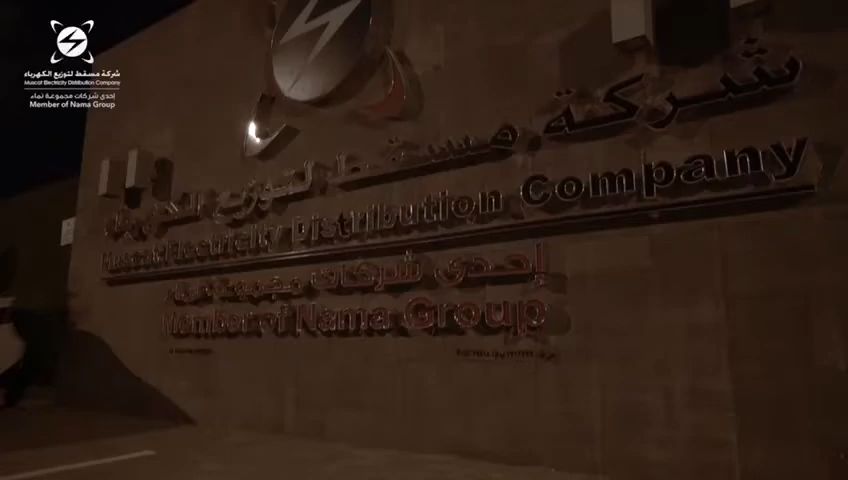 شركة مسقط لتوزيع الكهرباء
Muscat Electricity Distribution Company
إحدى شركات مجموعة نماء
Member of Nama Group
شركة مسقط لتوزيع الكهرباء
Muscat Electricity Distribution Company
إحدى شركات مجموعة نماء
Member of Nama Group